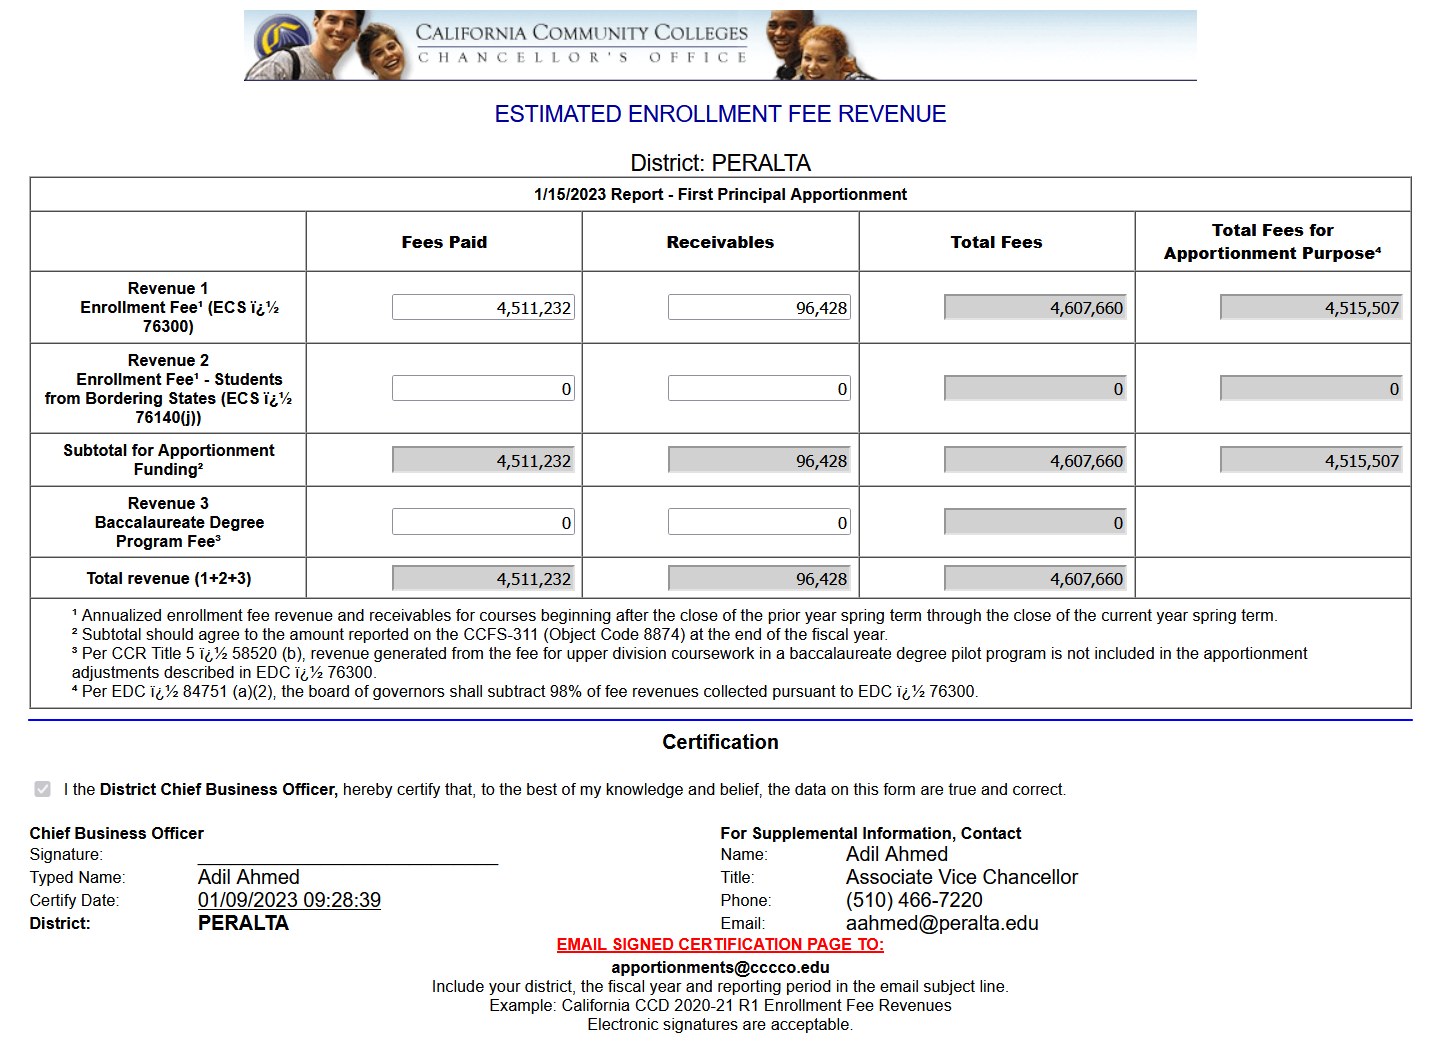 CALIFORNIA COMMUNITY COLLEGES
CHANCELLOR'S OFFICE
ESTIMATED ENROLLMENT FEE REVENUE
District: PERALTA
1/15/2023 Report - First Principal Apportionment
Fees Paid Receivables Total Fees Total Fees for
Apportionment Purpose⁴
Revenue 1
Enrollment Fee¹ (ECS ï¿½
76300)
4,511,232 96,428 4,607,660 4,515,507
Revenue 2
Enrollment Fee¹ - Students
from Bordering States (ECS ï¿½
76140(j))
0 0 0 0
Subtotal for Apportionment
Funding²
4,511,232 96,428 4,607,660 4,515,507
Revenue 3
Baccalaureate Degree
Program Fee³
0 0 0
Total revenue (1+2+3) 4,511,232 96,428 4,607,660
¹ Annualized enrollment fee revenue and receivables for courses beginning after the close of the prior year spring term through the close of the current year spring term.
² Subtotal should agree to the amount reported on the CCFS-311 (Object Code 8874) at the end of the fiscal year.
³ Per CCR Title 5 ï¿½ 58520 (b), revenue generated from the fee for upper division coursework in a baccalaureate degree pilot program is not included in the apportionment
adjustments described in EDC ï¿½ 76300.
⁴ Per EDC ï¿½ 84751 (a)(2), the board of governors shall subtract 98% of fee revenues collected pursuant to EDC ï¿½ 76300.
Certification
I the District Chief Business Officer, hereby certify that, to the best of my knowledge and belief, the data on this form are true and correct.
Chief Business Officer
Signature:
Typed Name: Adil Ahmed
Certify Date: 01/09/2023 09:28:39
District: PERALTA
For Supplemental Information, Contact
Name: Adil Ahmed
Title: Associate Vice Chancellor
Phone: (510) 466-7220
Email: aahmed@peralta.edu
EMAIL SIGNED CERTIFICATION PAGE TO:
apportionments@cccco.edu
Include your district, the fiscal year and reporting period in the email subject line.
Example: California CCD 2020-21 R1 Enrollment Fee Revenues
Electronic signatures are acceptable.